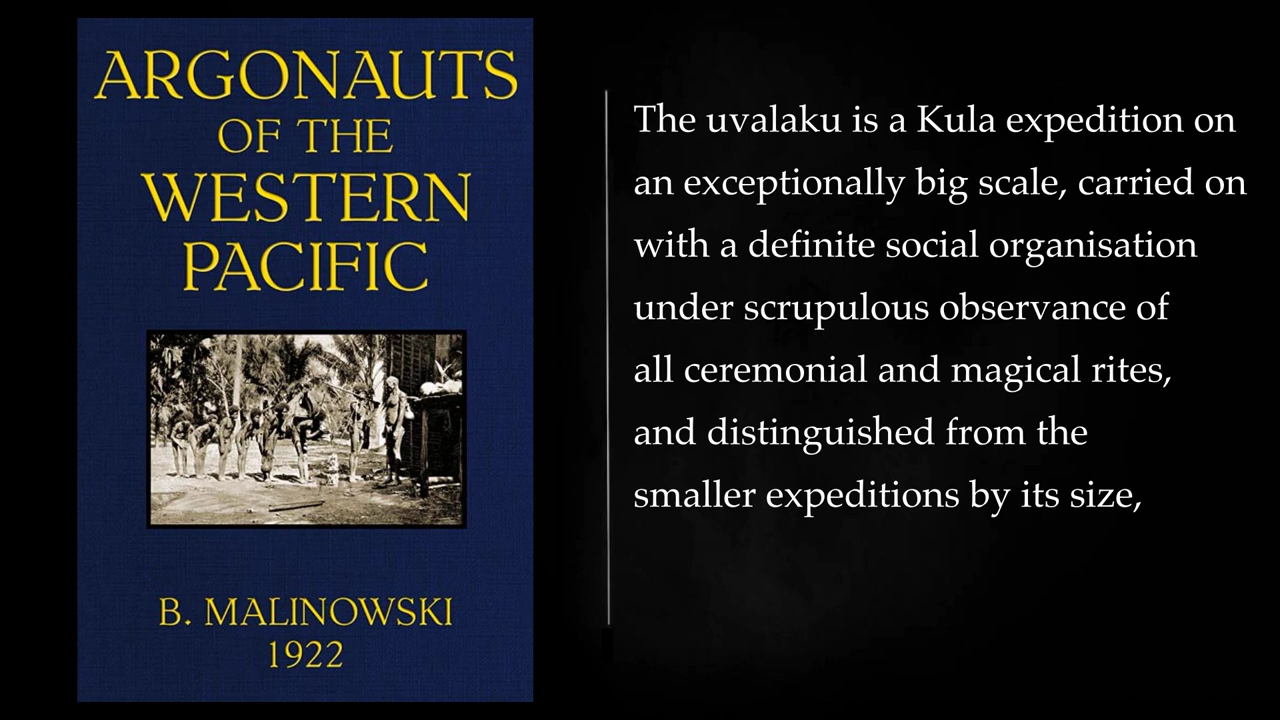 ARGONAUTS
OF THE
WESTERN
PACIFIC
B. MALINOWSKI
1922
The uvalaku is a Kula expedition on
an exceptionally big scale, carried on
with a definite social organisation
under scrupulous observance of
all ceremonial and magical rites,
and distinguished from the
smaller expeditions by its size,